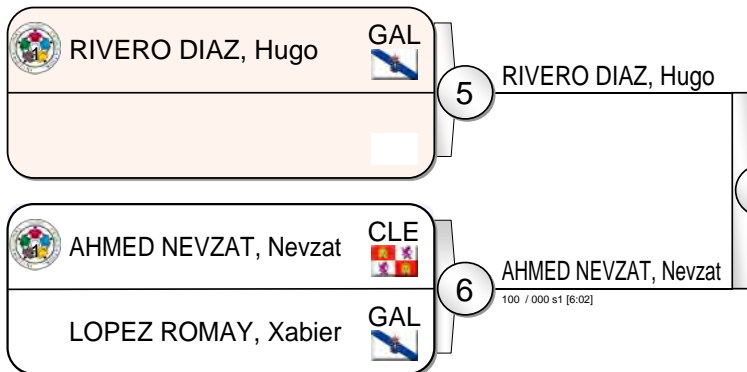 RIVERO DIAZ, Hugo
GAL
5
RIVERO DIAZ, Hugo
AHMED NEVZAT, Nevzat
CLE
LOPEZ ROMAY, Xabier
GAL
6
AHMED NEVZAT, Nevzat
100 / 000 s1 [6:02]